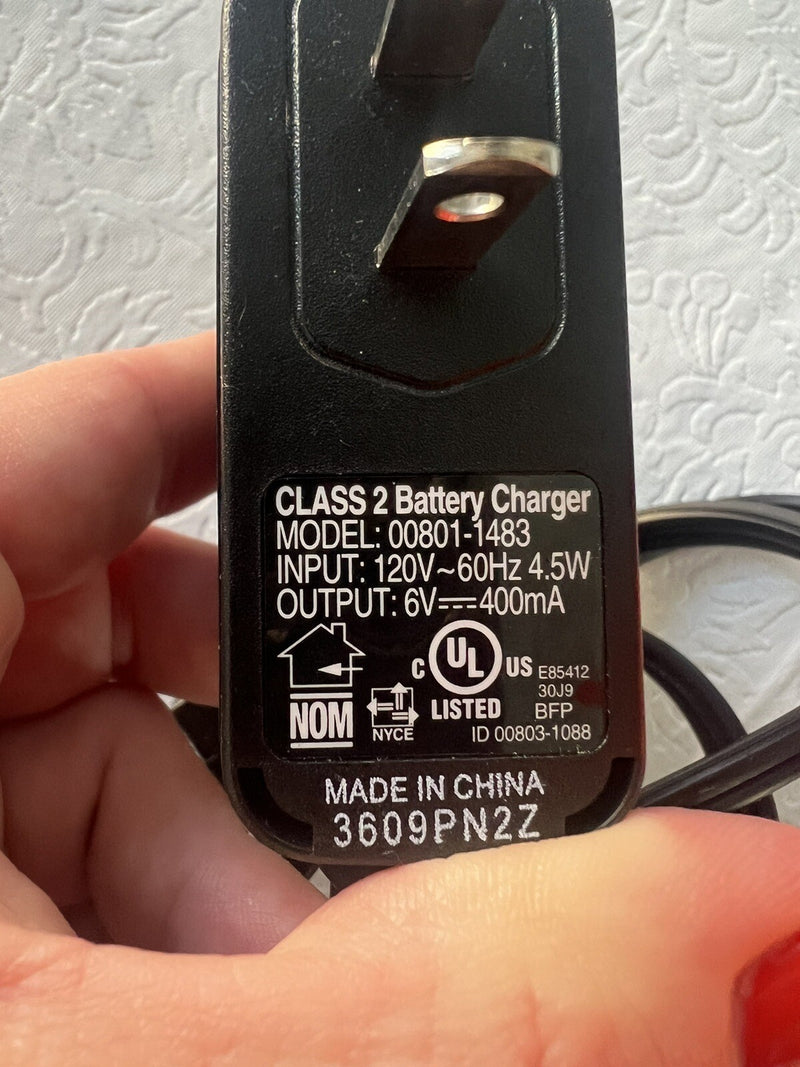 CLASS 2 Battery Charger
MODEL: 00801-1483
INPUT: 120V~60Hz 4.5W
OUTPUT: 6V⎓400mA
C UL US
LISTED
E85412
30J9
BFP
NOM
NYCE
ID 00803-1088
MADE IN CHINA
3609PN2Z